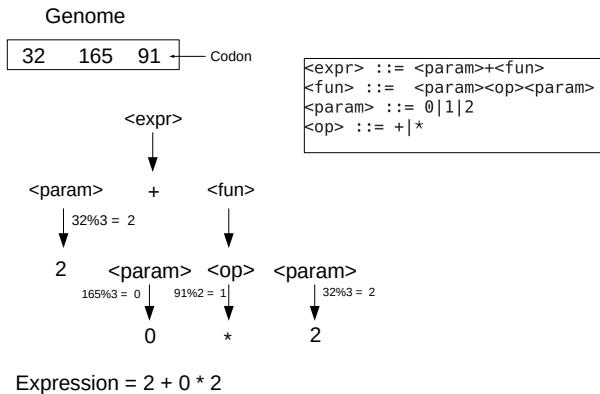 Genome
32 165 91 Codon
<expr> ::= <param>+<fun>
<fun> ::= <param><op><param>
<param> ::= 0|1|2
<op> ::= +|*
<expr>
<param> + <fun>
32%3 = 2
2 <param> <op> <param>
165%3 = 0 91%2 = 1 32%3 = 2
0 * 2
Expression = 2 + 0 * 2